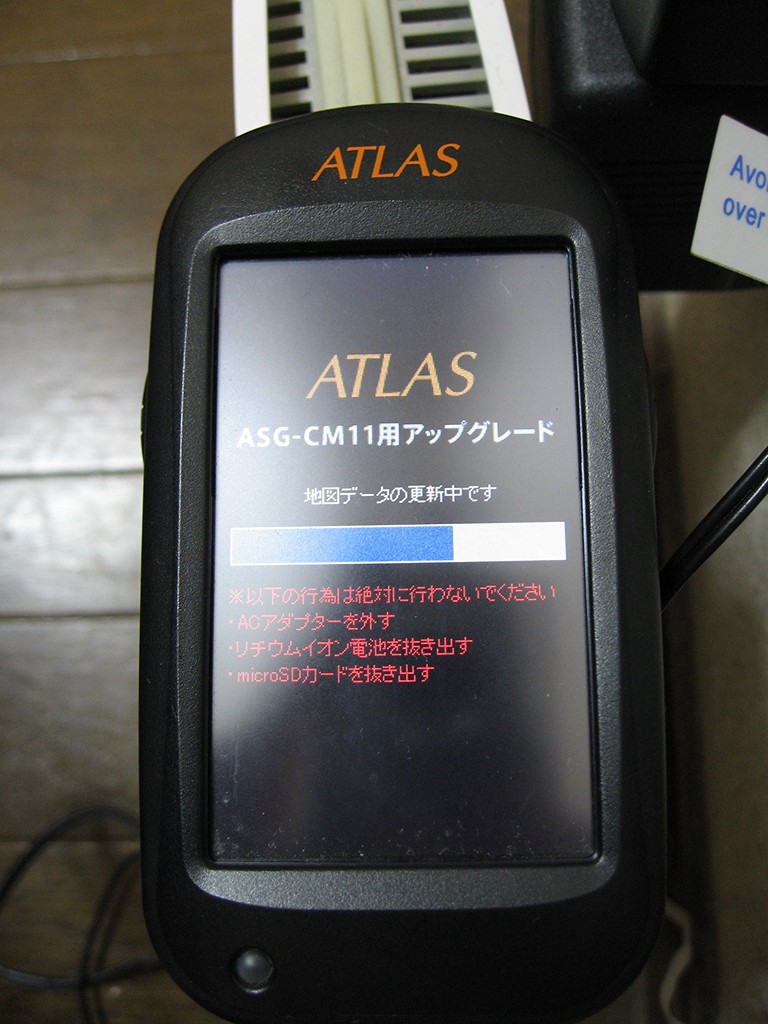 ATLAS
Avoi
over
ATLAS
ASG-CM11用アップグレード
地図データの更新中です
※以下の行為は絶対に行わないでください
・ACアダプターを外す
・リチウムイオン電池を抜き出す
・microSDカードを抜き出す